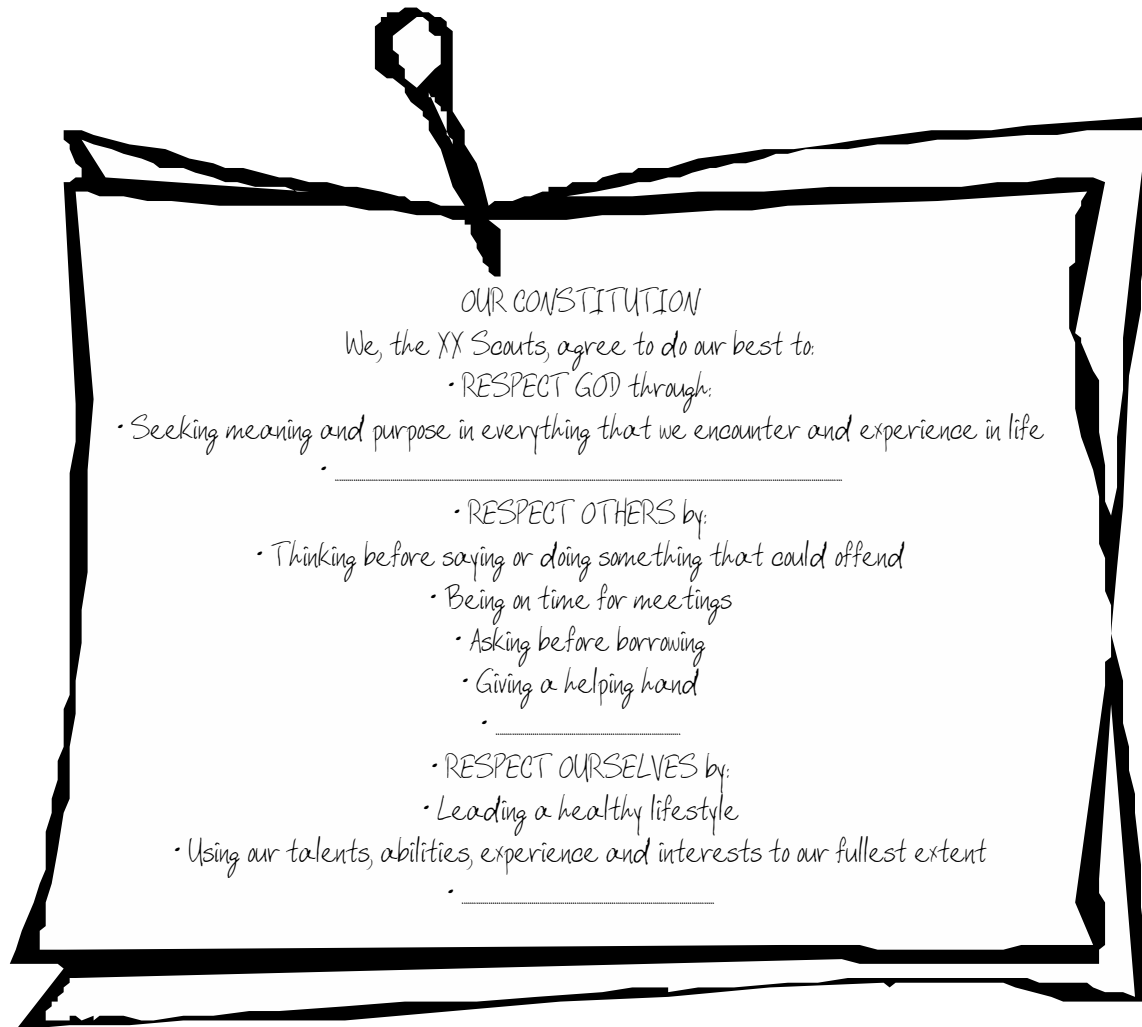 OUR CONSTITUTION
We, the XX Scouts, agree to do our best to:
• RESPECT GOD through:
• Seeking meaning and purpose in everything that we encounter and experience in life
• ................................................................
• RESPECT OTHERS by:
• Thinking before saying or doing something that could offend
• Being on time for meetings
• Asking before borrowing
• Giving a helping hand
• ................................
• RESPECT OURSELVES by:
• Leading a healthy lifestyle
• Using our talents, abilities, experience and interests to our fullest extent
• ........................................